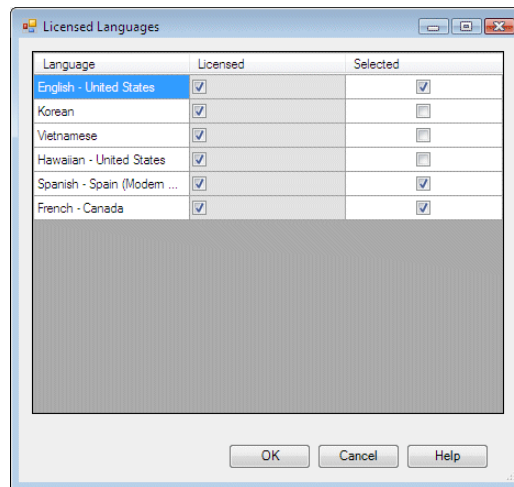 Licensed Languages
Language Licensed Selected
English - United States
Korean
Vietnamese
Hawaiian - United States
Spanish - Spain (Modern ...
French - Canada
OK Cancel Help